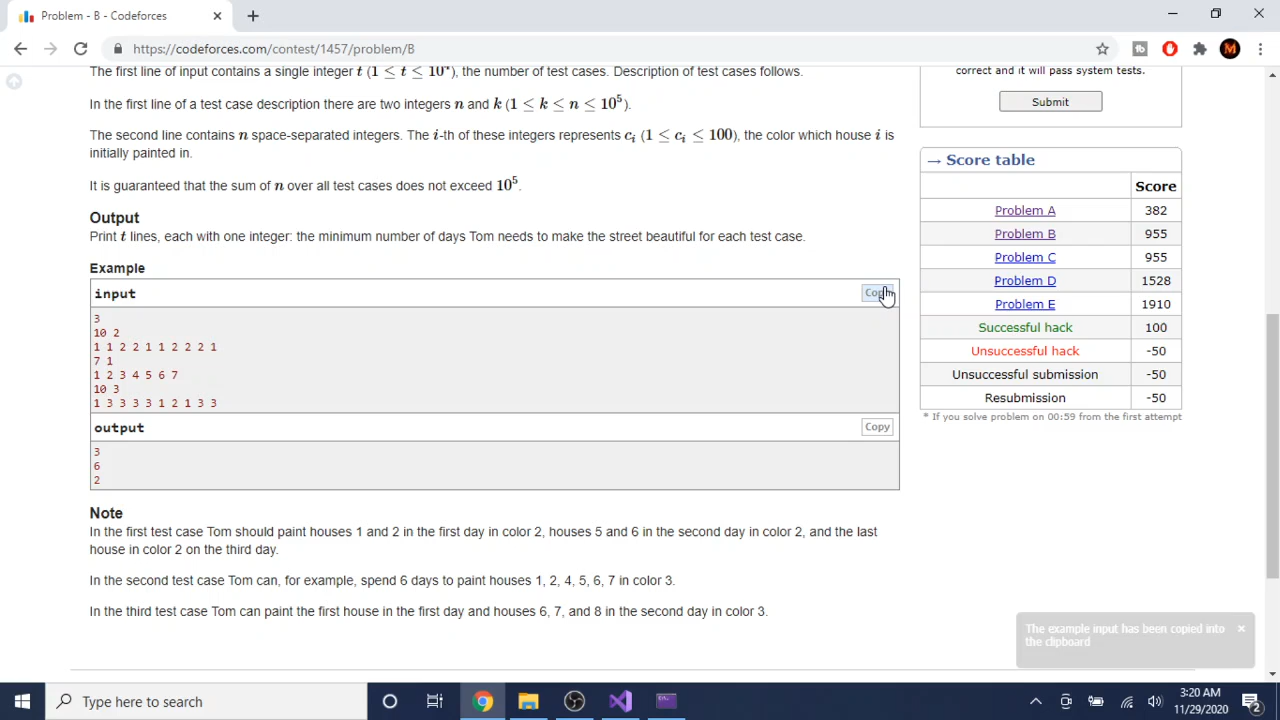 Problem - B - Codeforces
https://codeforces.com/contest/1457/problem/B
The first line of input contains a single integer t (1 ≤ t ≤ 10⁴), the number of test cases. Description of test cases follows.
In the first line of a test case description there are two integers n and k (1 ≤ k ≤ n ≤ 10⁵).
The second line contains n space-separated integers. The i-th of these integers represents cᵢ (1 ≤ cᵢ ≤ 100), the color which house i is
initially painted in.
It is guaranteed that the sum of n over all test cases does not exceed 10⁵.
Output
Print t lines, each with one integer: the minimum number of days Tom needs to make the street beautiful for each test case.
Example
input
Copy
3
10 2
1 1 2 2 1 1 2 2 2 1
7 1
1 2 3 4 5 6 7
10 3
1 3 3 3 3 1 2 1 3 3
output
Copy
3
6
2
Note
In the first test case Tom should paint houses 1 and 2 in the first day in color 2, houses 5 and 6 in the second day in color 2, and the last
house in color 2 on the third day.
In the second test case Tom can, for example, spend 6 days to paint houses 1, 2, 4, 5, 6, 7 in color 3.
In the third test case Tom can paint the first house in the first day and houses 6, 7, and 8 in the second day in color 3.
correct and it will pass system tests.
Submit
→ Score table
Score
Problem A 382
Problem B 955
Problem C 955
Problem D 1528
Problem E 1910
Successful hack 100
Unsuccessful hack -50
Unsuccessful submission -50
Resubmission -50
* If you solve problem on 00:59 from the first attempt
The example input has been copied into
the clipboard
×
M
Type here to search
3:20 AM
11/29/2020
2